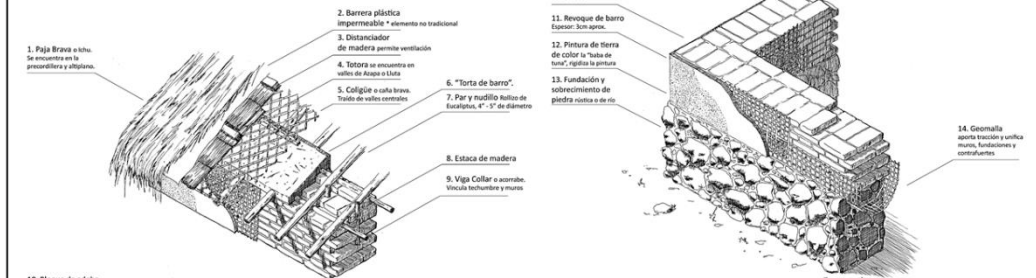 1. Paja Brava o Ichu.
Se encuentra en la
precordillera y altiplano.
2. Barrera plástica
impermeable * elemento no tradicional
3. Distanciador
de madera permite ventilación
4. Totora se encuentra en
valles de Azapa o Lluta
5. Coligüe o caña brava.
Traído de valles centrales
6. "Torta de barro".
7. Par y nudillo Rollizo de
Eucaliptus, 4" - 5" de diámetro
8. Estaca de madera
9. Viga Collar o acorrabe.
Vincula techumbre y muros
11. Revoque de barro
Espesor: 3cm aprox.
12. Pintura de tierra
de color la "baba de
tuna", rigidiza la pintura
13. Fundación y
sobrecimiento de
piedra rústica o de río
14. Geomalla
aporta tracción y unifica
muros, fundaciones y
contrafuertes